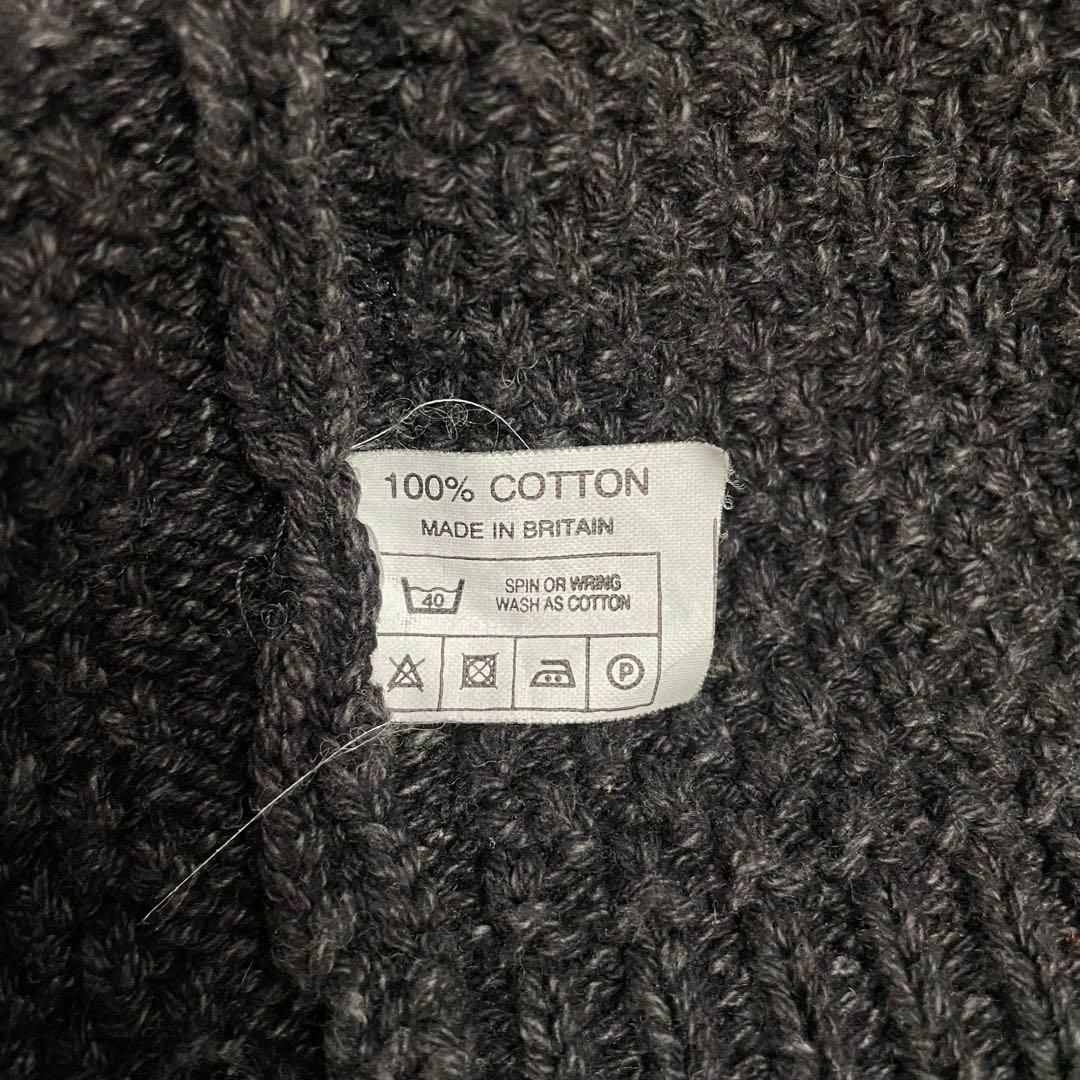 100% COTTON
MADE IN BRITAIN
40
SPIN OR WRING
WASH AS COTTON
P